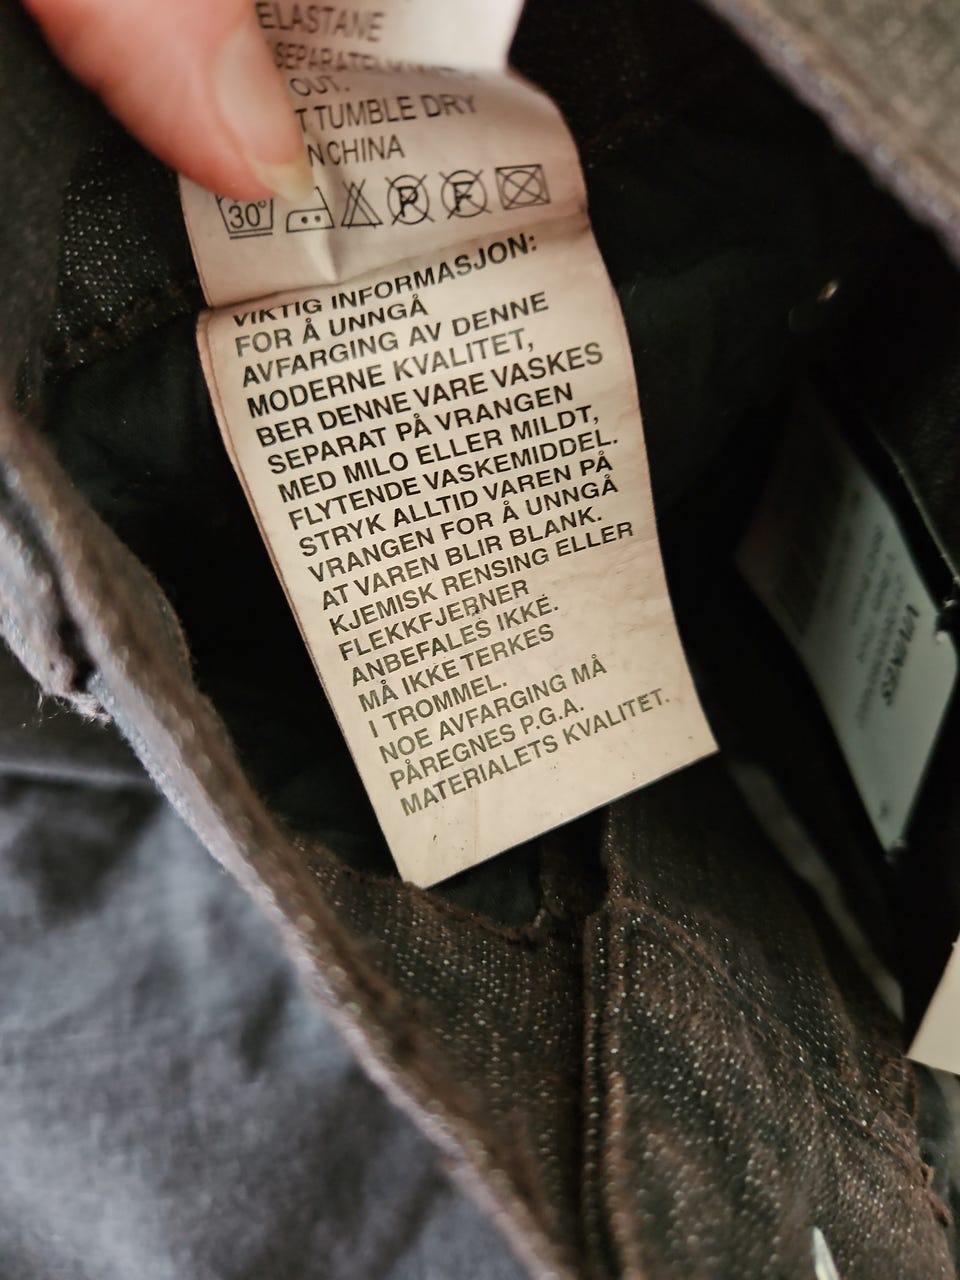 ELASTANE
OUT.
TUMBLE DRY
CHINA
30° P F
VIKTIG INFORMASJON:
FOR Å UNNGÅ
AVFARGING AV DENNE
MODERNE KVALITET,
BER DENNE VARE VASKES
SEPARAT PÅ VRANGEN
MED MILO ELLER MILDT,
FLYTENDE VASKEMIDDEL.
STRYK ALLTID VAREN PÅ
VRANGEN FOR Å UNNGÅ
AT VAREN BLIR BLANK.
KJEMISK RENSING ELLER
FLEKKFJERNER
ANBEFALES IKKE.
MÅ IKKE TERKES
I TROMMEL.
NOE AVFARGING MÅ
PÅREGNES P.G.A.
MATERIALETS KVALITET.